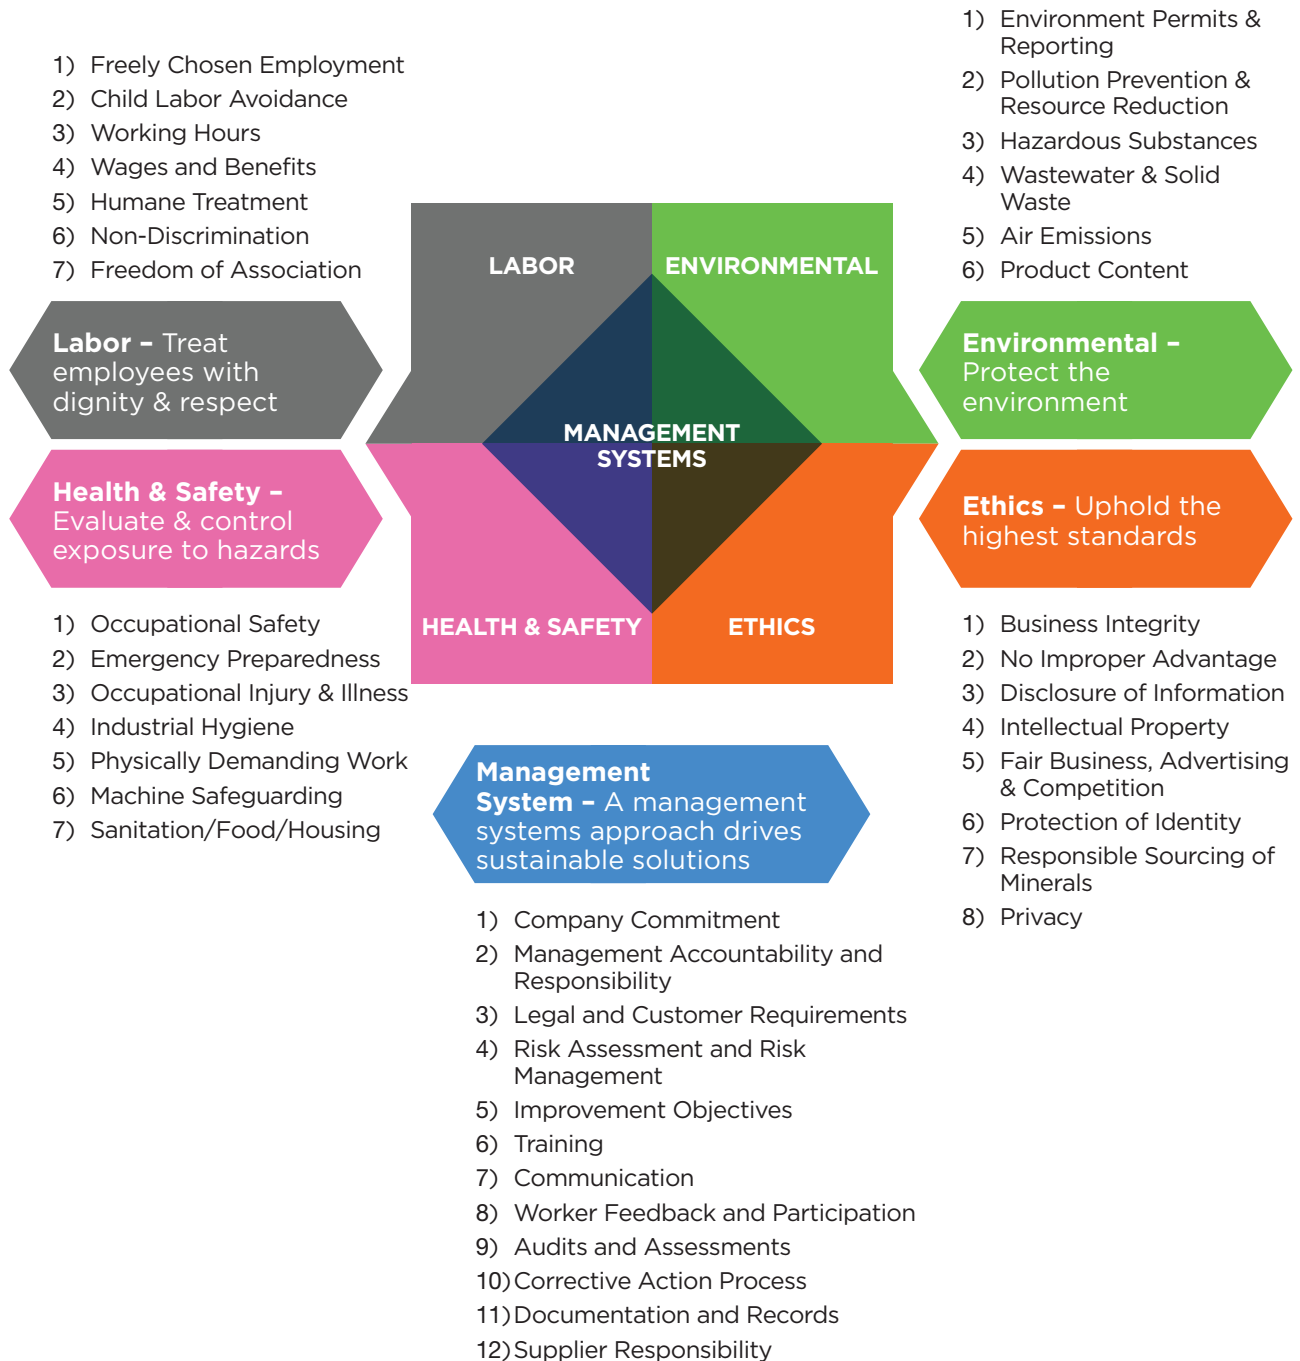 1) Freely Chosen Employment
2) Child Labor Avoidance
3) Working Hours
4) Wages and Benefits
5) Humane Treatment
6) Non-Discrimination
7) Freedom of Association
Labor – Treat
employees with
dignity & respect
Health & Safety –
Evaluate & control
exposure to hazards
1) Occupational Safety
2) Emergency Preparedness
3) Occupational Injury & Illness
4) Industrial Hygiene
5) Physically Demanding Work
6) Machine Safeguarding
7) Sanitation/Food/Housing
LABOR
ENVIRONMENTAL
MANAGEMENT
SYSTEMS
HEALTH & SAFETY
ETHICS
1) Environment Permits &
Reporting
2) Pollution Prevention &
Resource Reduction
3) Hazardous Substances
4) Wastewater & Solid
Waste
5) Air Emissions
6) Product Content
Environmental –
Protect the
environment
Ethics – Uphold the
highest standards
1) Business Integrity
2) No Improper Advantage
3) Disclosure of Information
4) Intellectual Property
5) Fair Business, Advertising
& Competition
6) Protection of Identity
7) Responsible Sourcing of
Minerals
8) Privacy
Management
System – A management
systems approach drives
sustainable solutions
1) Company Commitment
2) Management Accountability and
Responsibility
3) Legal and Customer Requirements
4) Risk Assessment and Risk
Management
5) Improvement Objectives
6) Training
7) Communication
8) Worker Feedback and Participation
9) Audits and Assessments
10) Corrective Action Process
11) Documentation and Records
12) Supplier Responsibility